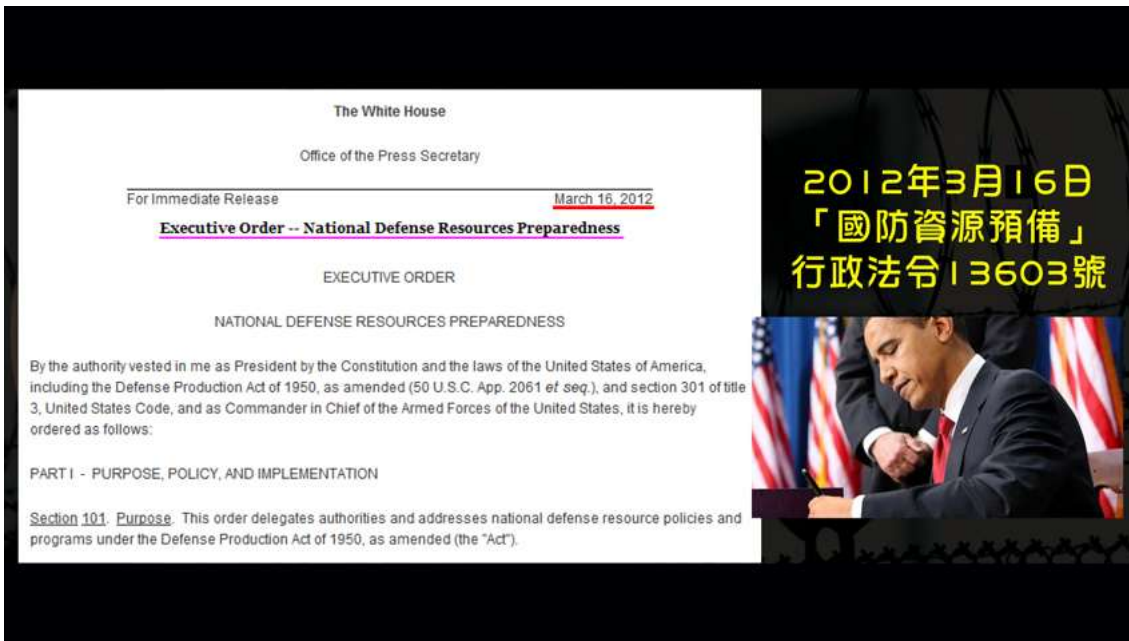 The White House
Office of the Press Secretary
For Immediate Release March 16, 2012
Executive Order -- National Defense Resources Preparedness
EXECUTIVE ORDER
NATIONAL DEFENSE RESOURCES PREPAREDNESS
By the authority vested in me as President by the Constitution and the laws of the United States of America,
including the Defense Production Act of 1950, as amended (50 U.S.C. App. 2061 et seq.), and section 301 of title
3, United States Code, and as Commander in Chief of the Armed Forces of the United States, it is hereby
ordered as follows:
PART I - PURPOSE, POLICY, AND IMPLEMENTATION
Section 101. Purpose. This order delegates authorities and addresses national defense resource policies and
programs under the Defense Production Act of 1950, as amended (the "Act").
2012年3月16日
「國防資源預備」
行政法令13603號